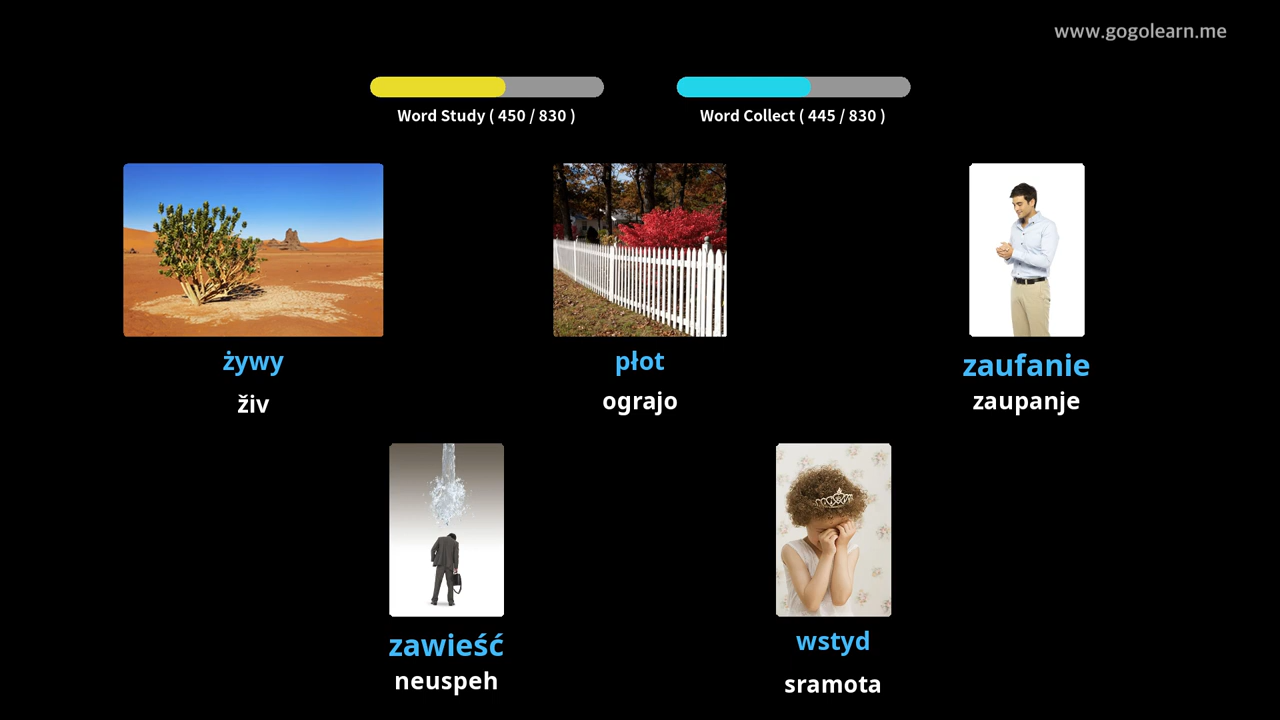 www.gogolearn.me
Word Study ( 450 / 830 )
Word Collect ( 445 / 830 )
żywy
živ
płot
ograjo
zaufanie
zaupanje
zawieść
neuspeh
wstyd
sramota